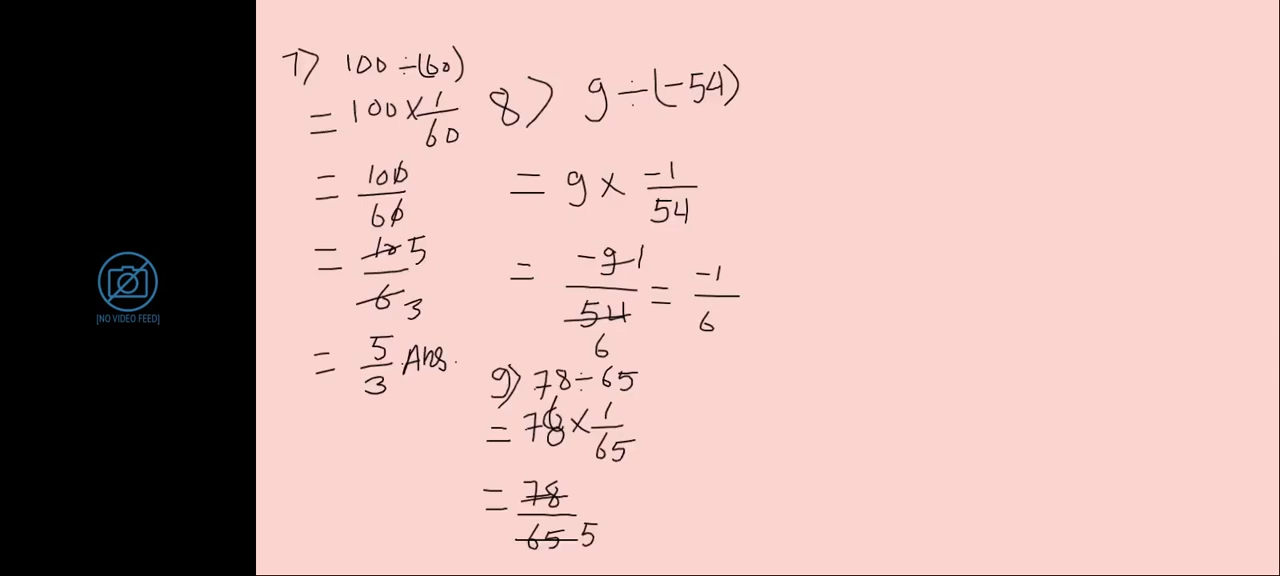 [NO VIDEO FEED]
7) 100 ÷ (60)
= 100 × 1/60
= 100/60
= 10 5/6 3
= 5/3 Ans.
8) 9 ÷ (-54)
= 9 × -1/54
= -9 1/54 6 = -1/6
9) 78 ÷ 65
= 78 × 1/65
= 78/65 5